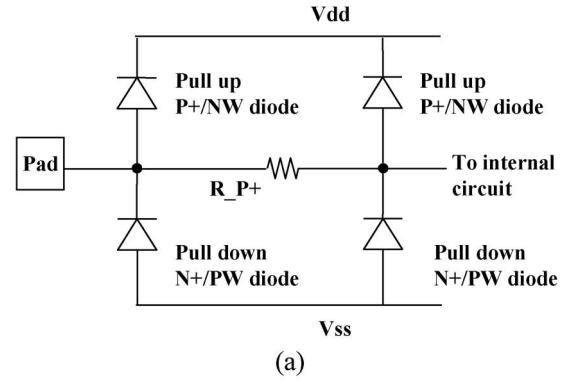 Vdd
Pull up
P+/NW diode
Pull up
P+/NW diode
Pad
R_P+
To internal
circuit
Pull down
N+/PW diode
Pull down
N+/PW diode
Vss
(a)